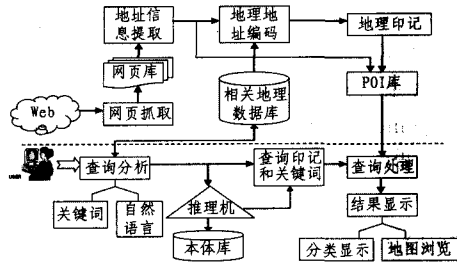 地址信
息提取
地理地
址编码
地理印记
网页库
POI库
Web
网页抓取
相关地理
数据库
USER
查询分析
查询印记
和关键词
查询处理
关键词
自然
语言
推理机
结果显示
本体库
分类显示
地图浏览